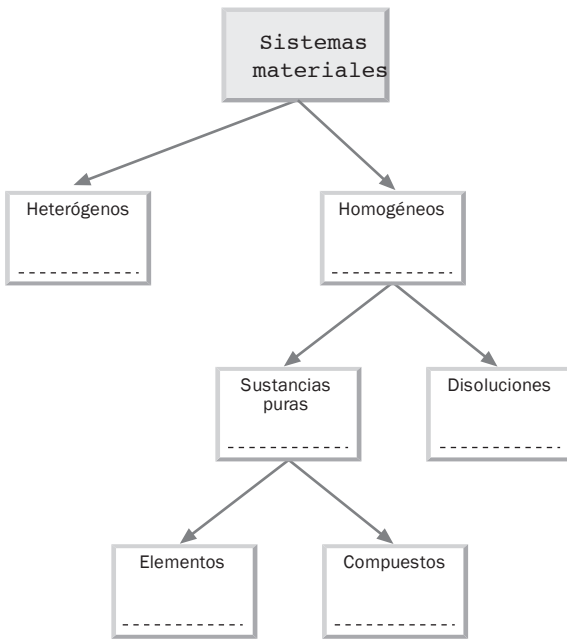 Sistemas
materiales
Heterógenos
Homogéneos
Sustancias
puras
Disoluciones
Elementos
Compuestos